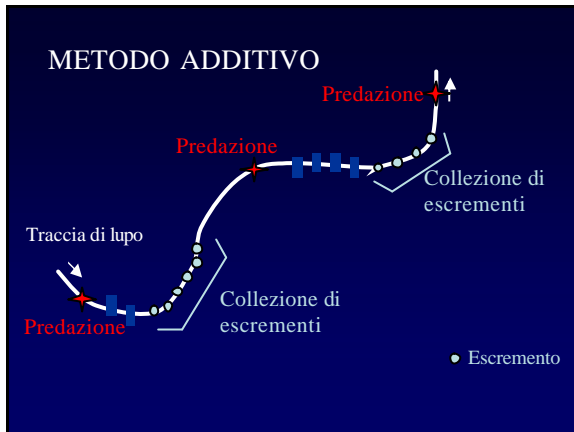 METODO ADDITIVO
Predazione
Predazione
Collezione di
escrementi
Traccia di lupo
Collezione di
escrementi
Predazione
Escremento